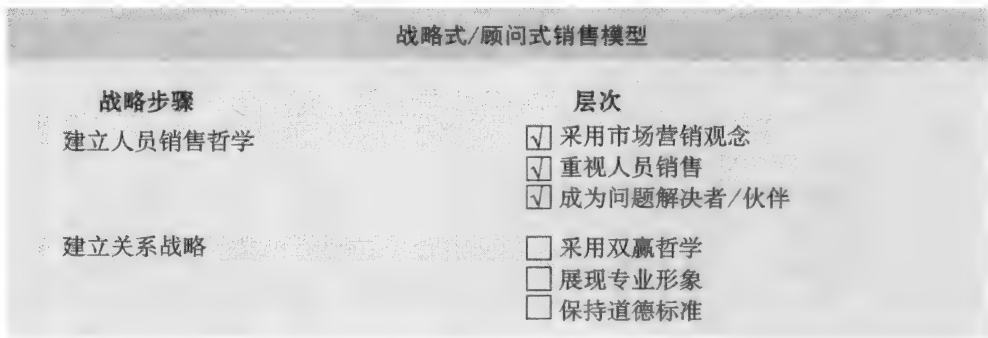 战略式/顾问式销售模型
战略步骤 层次
建立人员销售哲学 ☑ 采用市场营销观念
☑ 重视人员销售
☑ 成为问题解决者/伙伴
建立关系战略 ☐ 采用双赢哲学
☐ 展现专业形象
☐ 保持道德标准